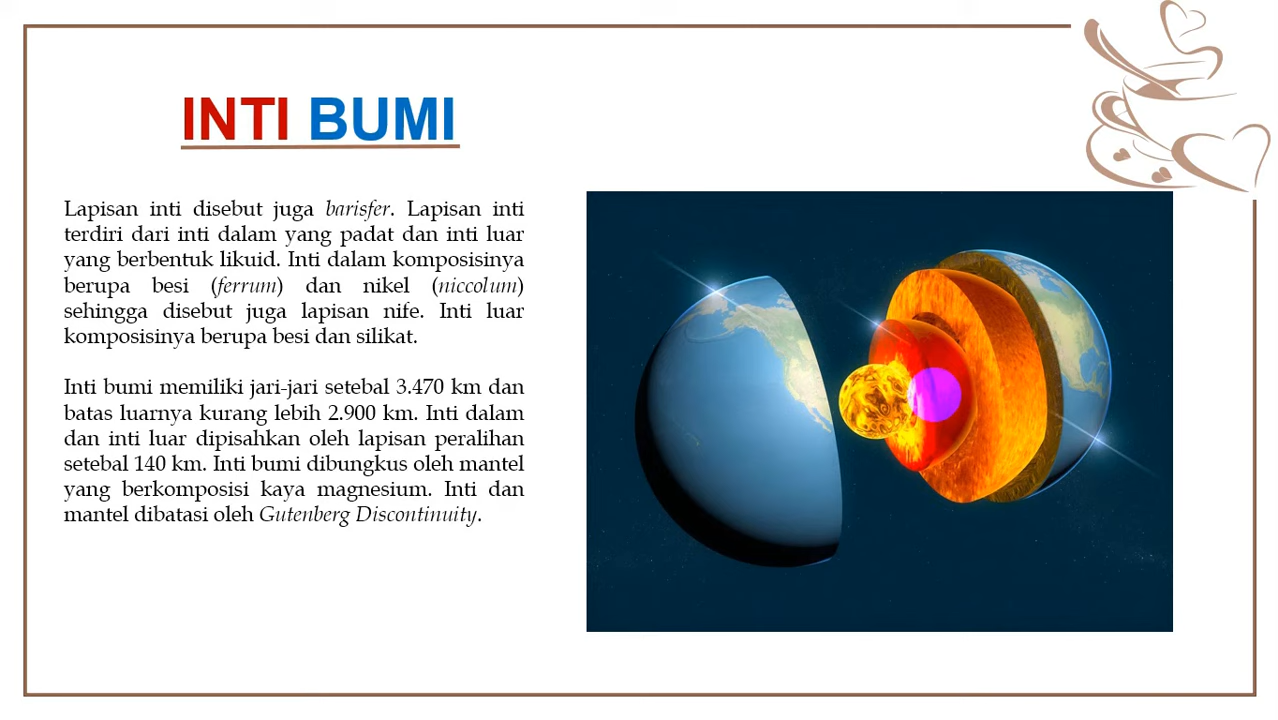 INTI BUMI
Lapisan inti disebut juga barisfer. Lapisan inti
terdiri dari inti dalam yang padat dan inti luar
yang berbentuk likuid. Inti dalam komposisinya
berupa besi (ferrum) dan nikel (niccolum)
sehingga disebut juga lapisan nife. Inti luar
komposisinya berupa besi dan silikat.
Inti bumi memiliki jari-jari setebal 3.470 km dan
batas luarnya kurang lebih 2.900 km. Inti dalam
dan inti luar dipisahkan oleh lapisan peralihan
setebal 140 km. Inti bumi dibungkus oleh mantel
yang berkomposisi kaya magnesium. Inti dan
mantel dibatasi oleh Gutenberg Discontinuity.